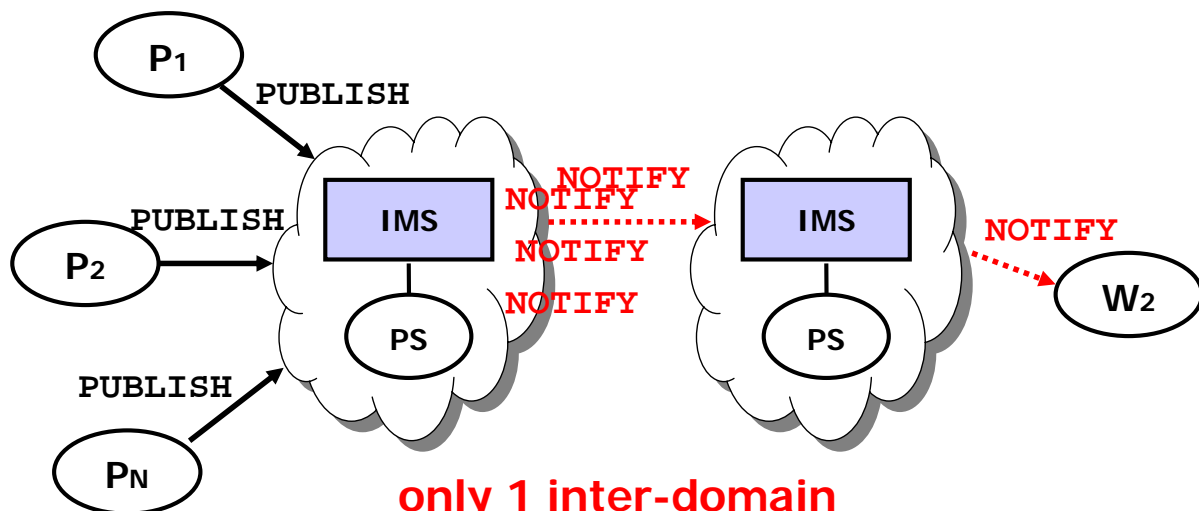 P1
PUBLISH
NOTIFY
NOTIFY
IMS
IMS
PUBLISH
NOTIFY
NOTIFY
P2
W2
NOTIFY
PS
PS
PUBLISH
PN
only 1 inter-domain